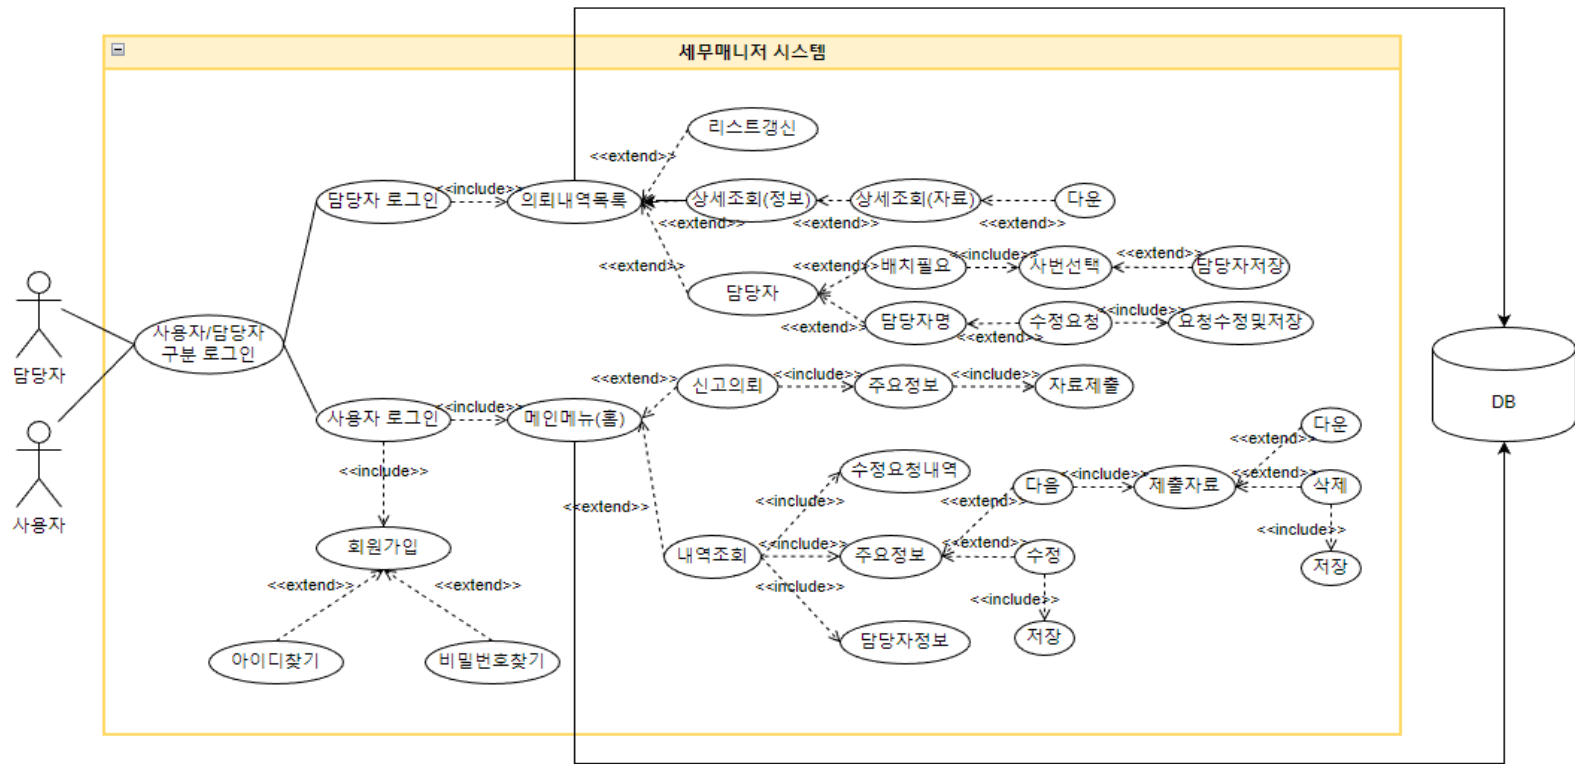 세무매니저 시스템
리스트갱신
<<extend>>
담당자 로그인
<<include>>
의뢰내역목록
상세조회(정보)
상세조회(자료)
다운
<<extend>>
<<extend>>
<<extend>>
<<extend>>
담당자
<<extend>>
배치필요
<<include>>
사번선택
<<extend>>
담당자저장
<<extend>>
담당자명
<<extend>>
수정요청
<<include>>
요청수정및저장
담당자
사용자/담당자
구분 로그인
사용자
사용자 로그인
<<include>>
메인메뉴(홈)
<<extend>>
신고의뢰
<<include>>
주요정보
<<include>>
자료제출
DB
<<include>>
회원가입
<<extend>>
<<extend>>
아이디찾기
비밀번호찾기
<<extend>>
내역조회
<<include>>
수정요청내역
<<include>>
주요정보
<<include>>
담당자정보
<<extend>>
다음
<<include>>
제출자료
<<extend>>
다운
<<extend>>
삭제
<<include>>
저장
<<extend>>
수정
<<include>>
저장